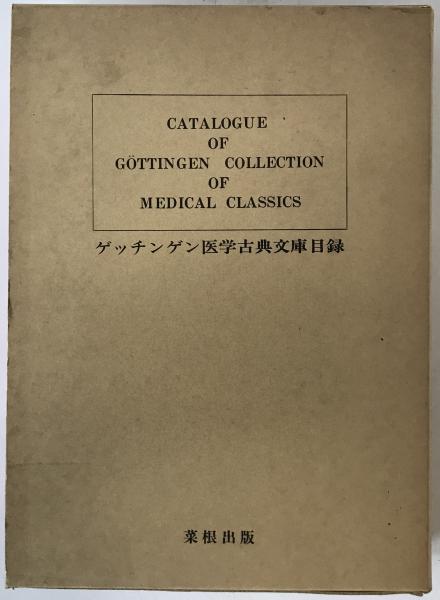 CATALOGUE
OF
GÖTTINGEN COLLECTION
OF
MEDICAL CLASSICS
ゲッチンゲン医学古典文庫目録
菜根出版